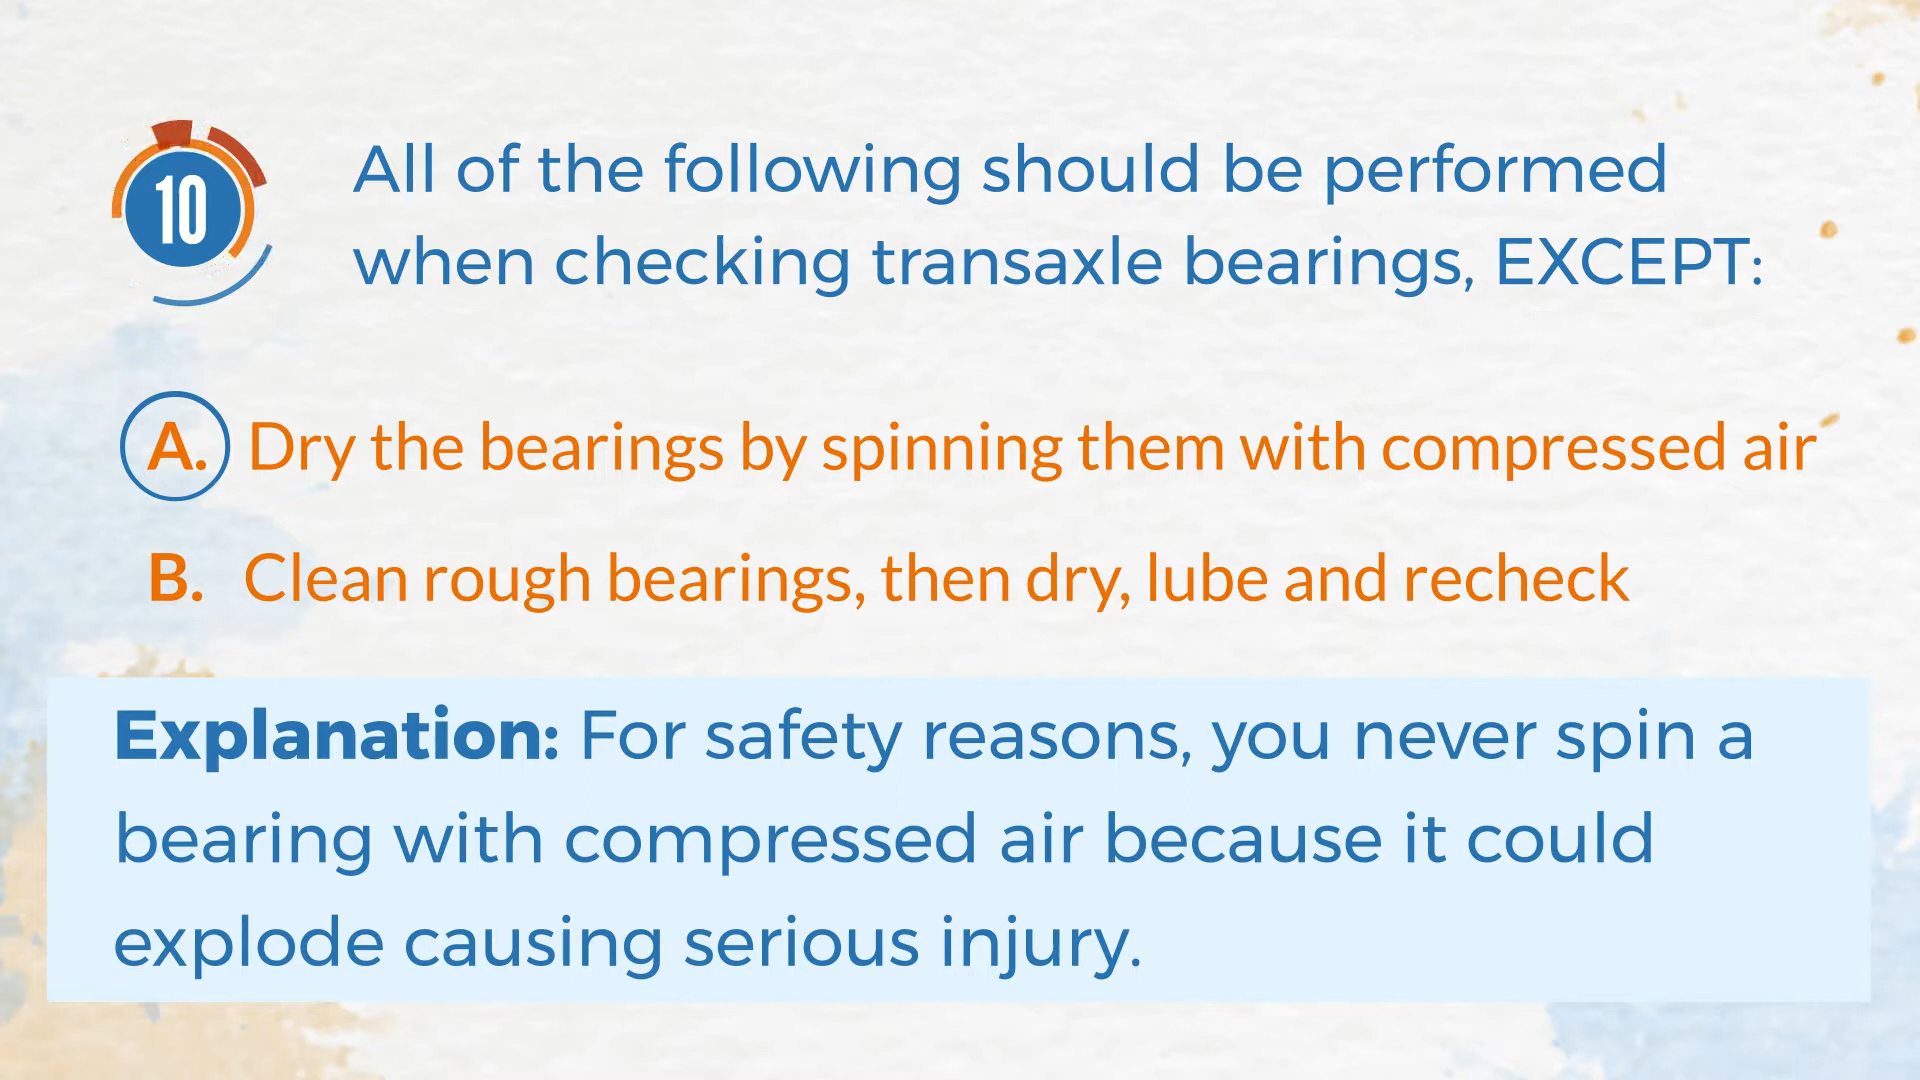 10
All of the following should be performed
when checking transaxle bearings, EXCEPT:
A. Dry the bearings by spinning them with compressed air
B. Clean rough bearings, then dry, lube and recheck
Explanation: For safety reasons, you never spin a
bearing with compressed air because it could
explode causing serious injury.